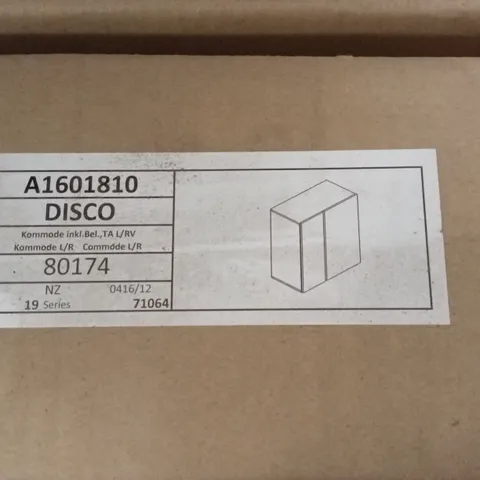 A1601810
DISCO
Kommode inkl.Bel.,TA L/RV
Kommode L/R Commode L/R
80174
NZ 0416/12
19 Series 71064